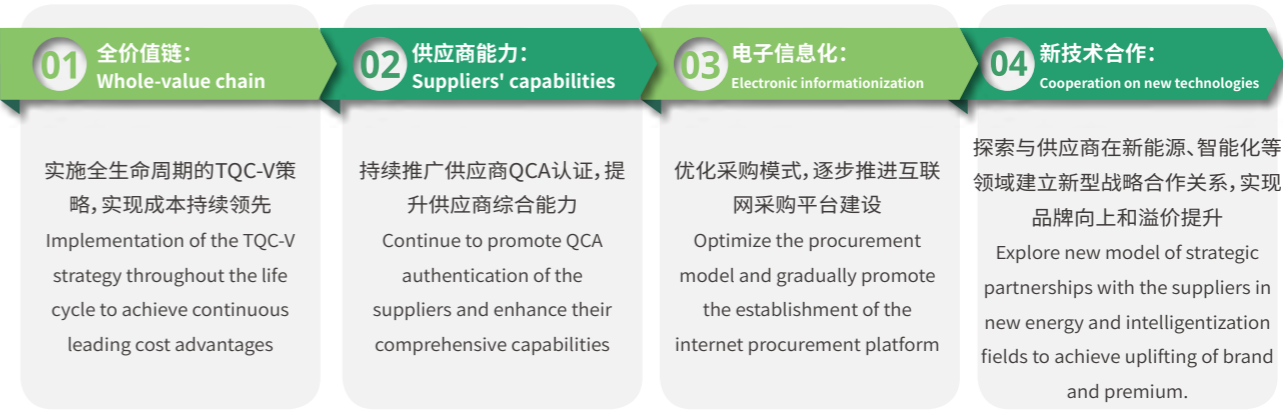 01
全价值链：
Whole-value chain
实施全生命周期的TQC-V策
略，实现成本持续领先
Implementation of the TQC-V
strategy throughout the life
cycle to achieve continuous
leading cost advantages
02
供应商能力：
Suppliers' capabilities
持续推广供应商QCA认证，提
升供应商综合能力
Continue to promote QCA
authentication of the
suppliers and enhance their
comprehensive capabilities
03
电子信息化：
Electronic informationization
优化采购模式，逐步推进互联
网采购平台建设
Optimize the procurement
model and gradually promote
the establishment of the
internet procurement platform
04
新技术合作：
Cooperation on new technologies
探索与供应商在新能源、智能化等
领域建立新型战略合作关系，实现
品牌向上和溢价提升
Explore new model of strategic
partnerships with the suppliers in
new energy and intelligentization
fields to achieve uplifting of brand
and premium.